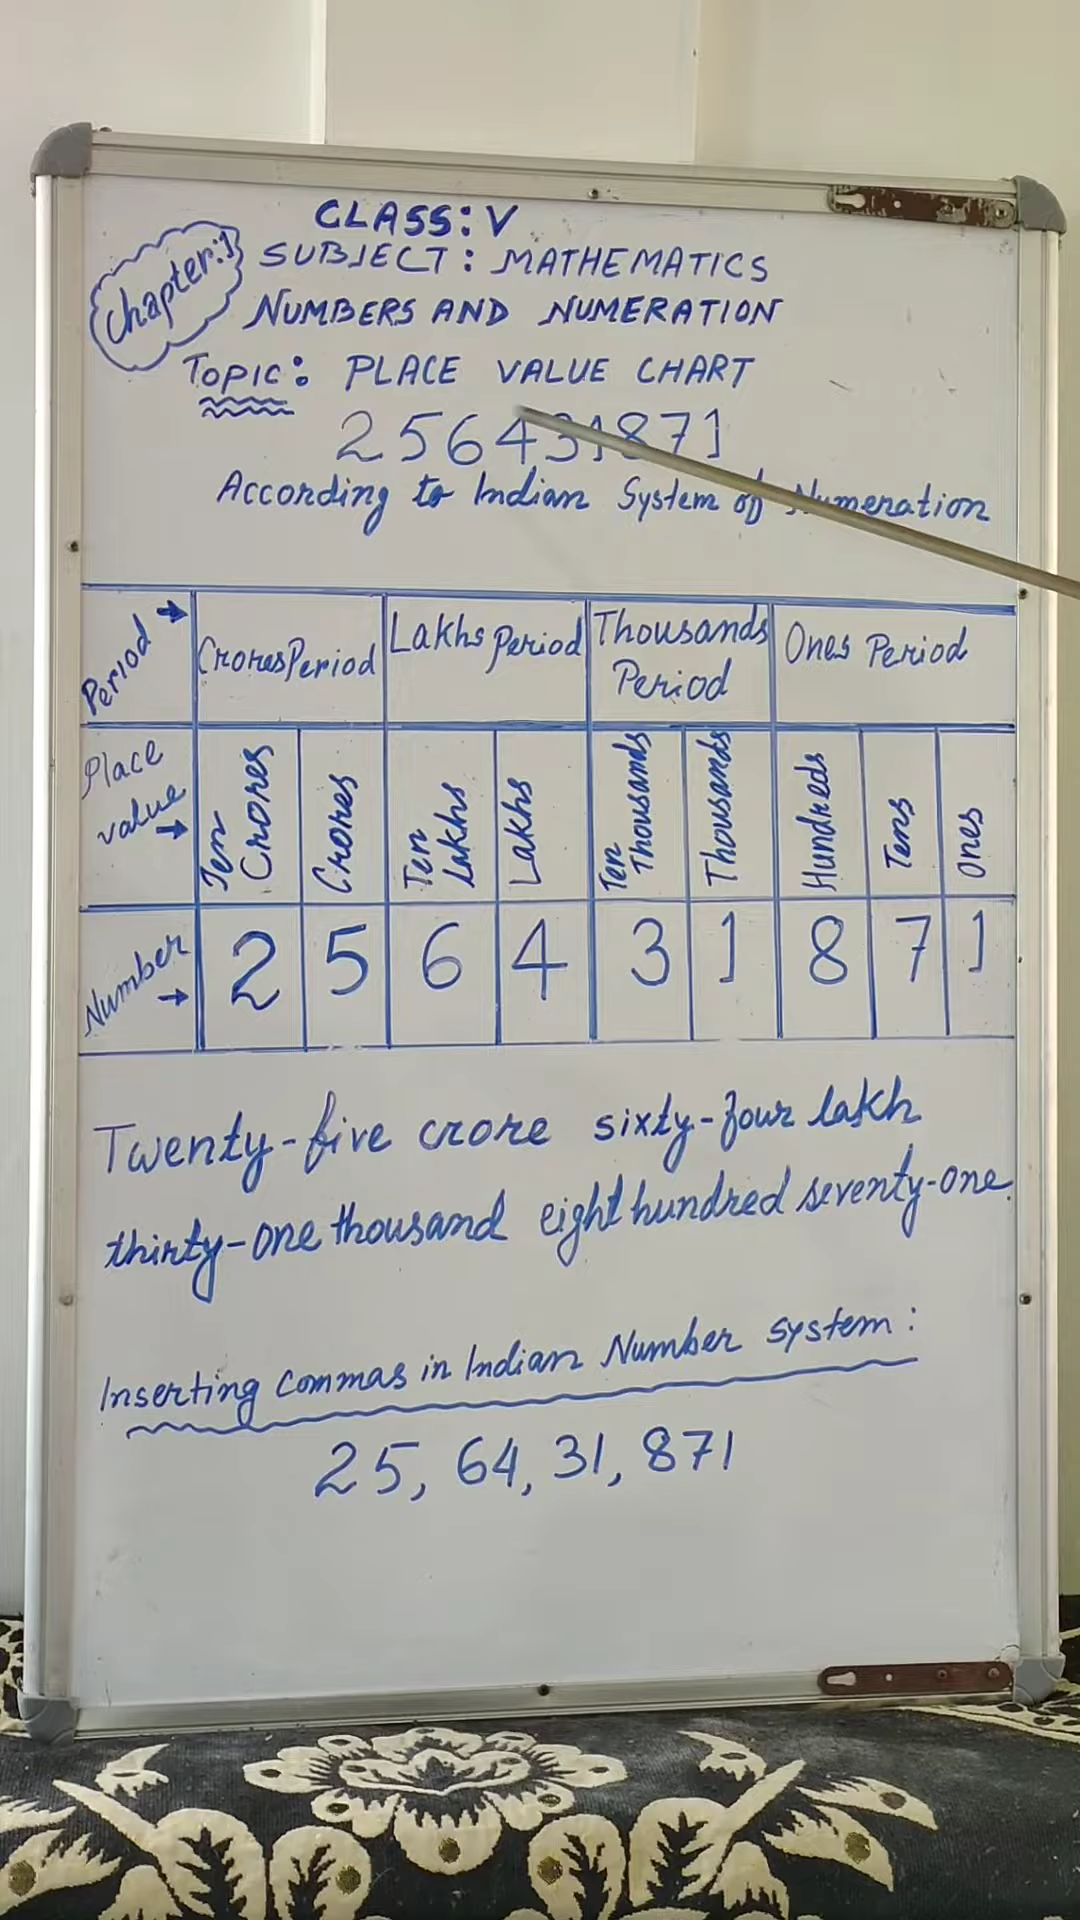 CLASS: V
Chapter:1
SUBJECT: MATHEMATICS
NUMBERS AND NUMERATION
TOPIC: PLACE VALUE CHART
256431871
According to Indian System of Numeration
Period → Crores Period Lakhs Period Thousands Period Ones Period
Place value → Ten Crores Crores Ten Lakhs Lakhs Ten Thousands Thousands Hundreds Tens Ones
Number → 2 5 6 4 3 1 8 7 1
Twenty-five crore sixty-four lakh
thirty-one thousand eight hundred seventy-one.
Inserting Commas in Indian Number system:
25, 64, 31, 871